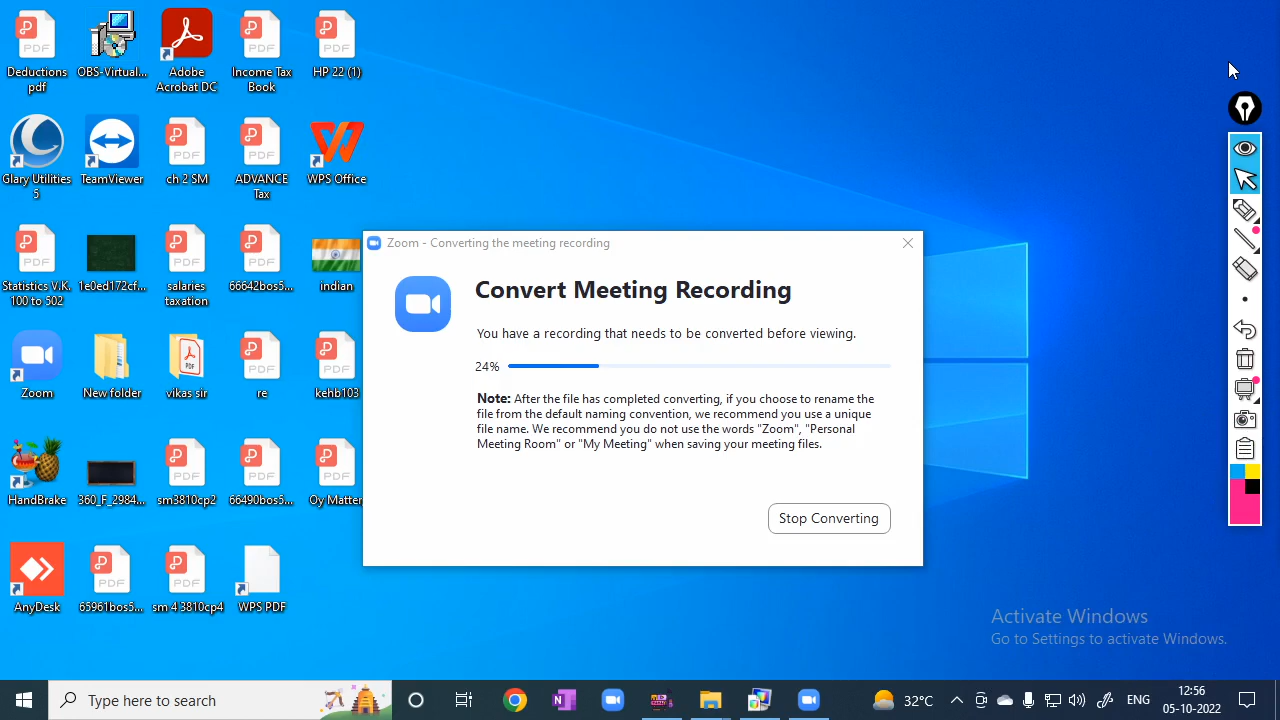 Deductions
pdf
OBS-Virtual...
Adobe
Acrobat DC
Income Tax
Book
HP 22 (1)
Glary Utilities
5
TeamViewer
ch 2 SM
ADVANCE
Tax
WPS Office
Statistics V.K.
100 to 502
1e0ed172cf...
salaries
taxation
66642bos5...
indian
Zoom
New folder
vikas sir
re
kehb103
HandBrake
360_F_2984...
sm3810cp2
66490bos5...
Oy Matter
AnyDesk
65961bos5...
sm 4 3810cp4
WPS PDF
Zoom - Converting the meeting recording
Convert Meeting Recording
You have a recording that needs to be converted before viewing.
24%
Note: After the file has completed converting, if you choose to rename the
file from the default naming convention, we recommend you use a unique
file name. We recommend you do not use the words "Zoom", "Personal
Meeting Room" or "My Meeting" when saving your meeting files.
Stop Converting
Activate Windows
Go to Settings to activate Windows.
Type here to search
32°C
ENG
12:56
05-10-2022